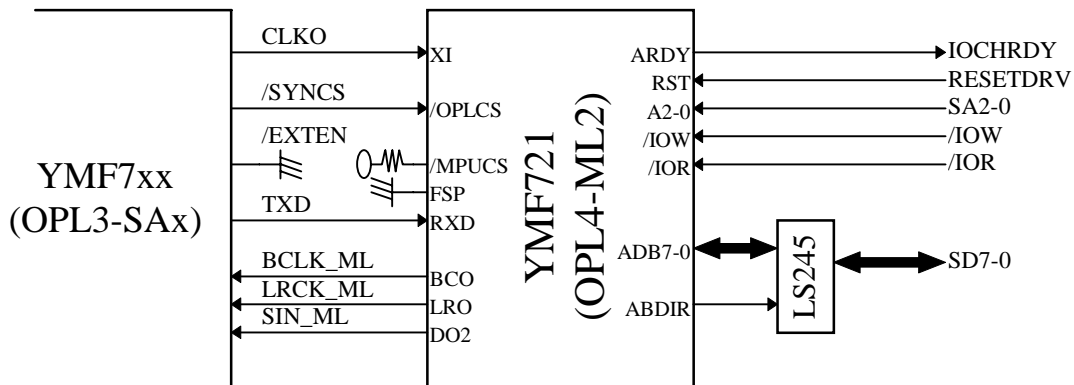 CLKO
/SYNCS
/EXTEN
YMF7xx
(OPL3-SAx)
TXD
BCLK_ML
LRCK_ML
SIN_ML
XI
/OPLCS
/MPUCS
FSP
RXD
BCO
LRO
DO2
YMF721
(OPL4-ML2)
ARDY
RST
A2-0
/IOW
/IOR
ADB7-0
ABDIR
LS245
IOCHRDY
RESETDRV
SA2-0
/IOW
/IOR
SD7-0